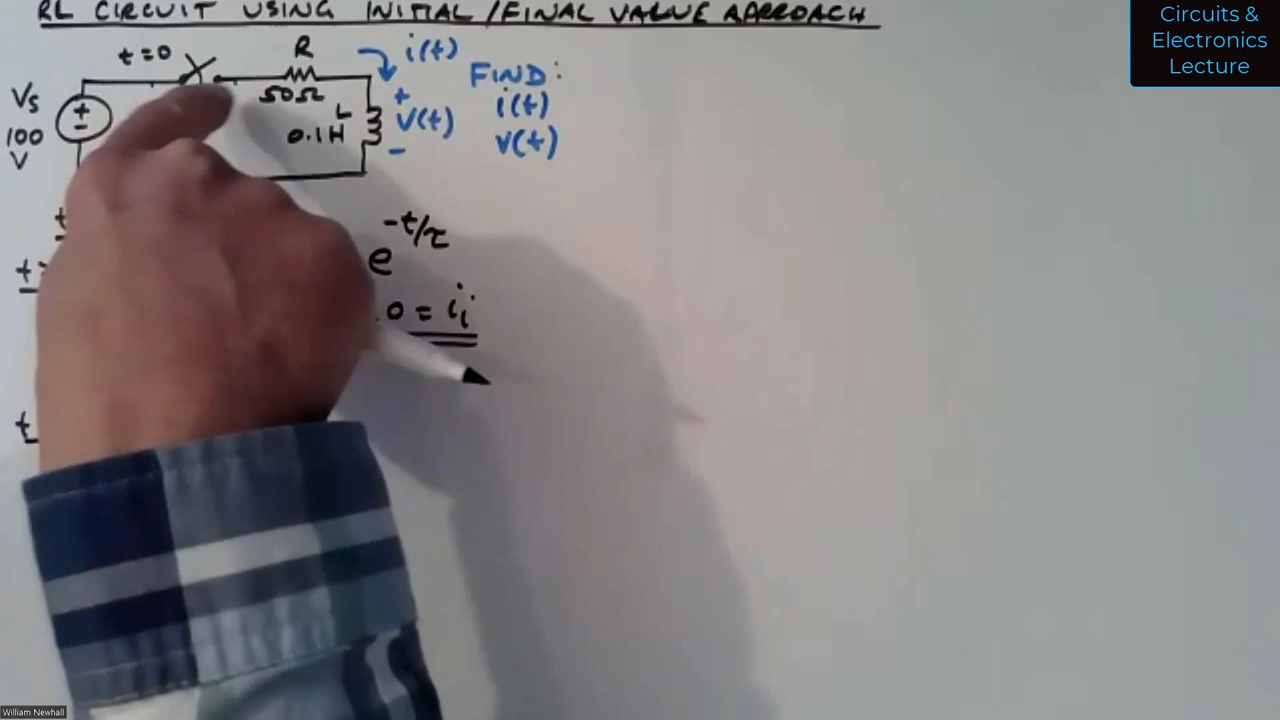 RL CIRCUIT USING INITIAL / FINAL VALUE APPROACH
Circuits &
Electronics
Lecture
t=0
R
i(t)
FIND:
Vs
100
V
+
-
50Ω
L
0.1H
+
V(t)
-
i(t)
v(t)
t
e
-t/τ
+
0 = i i
t
William Newhall